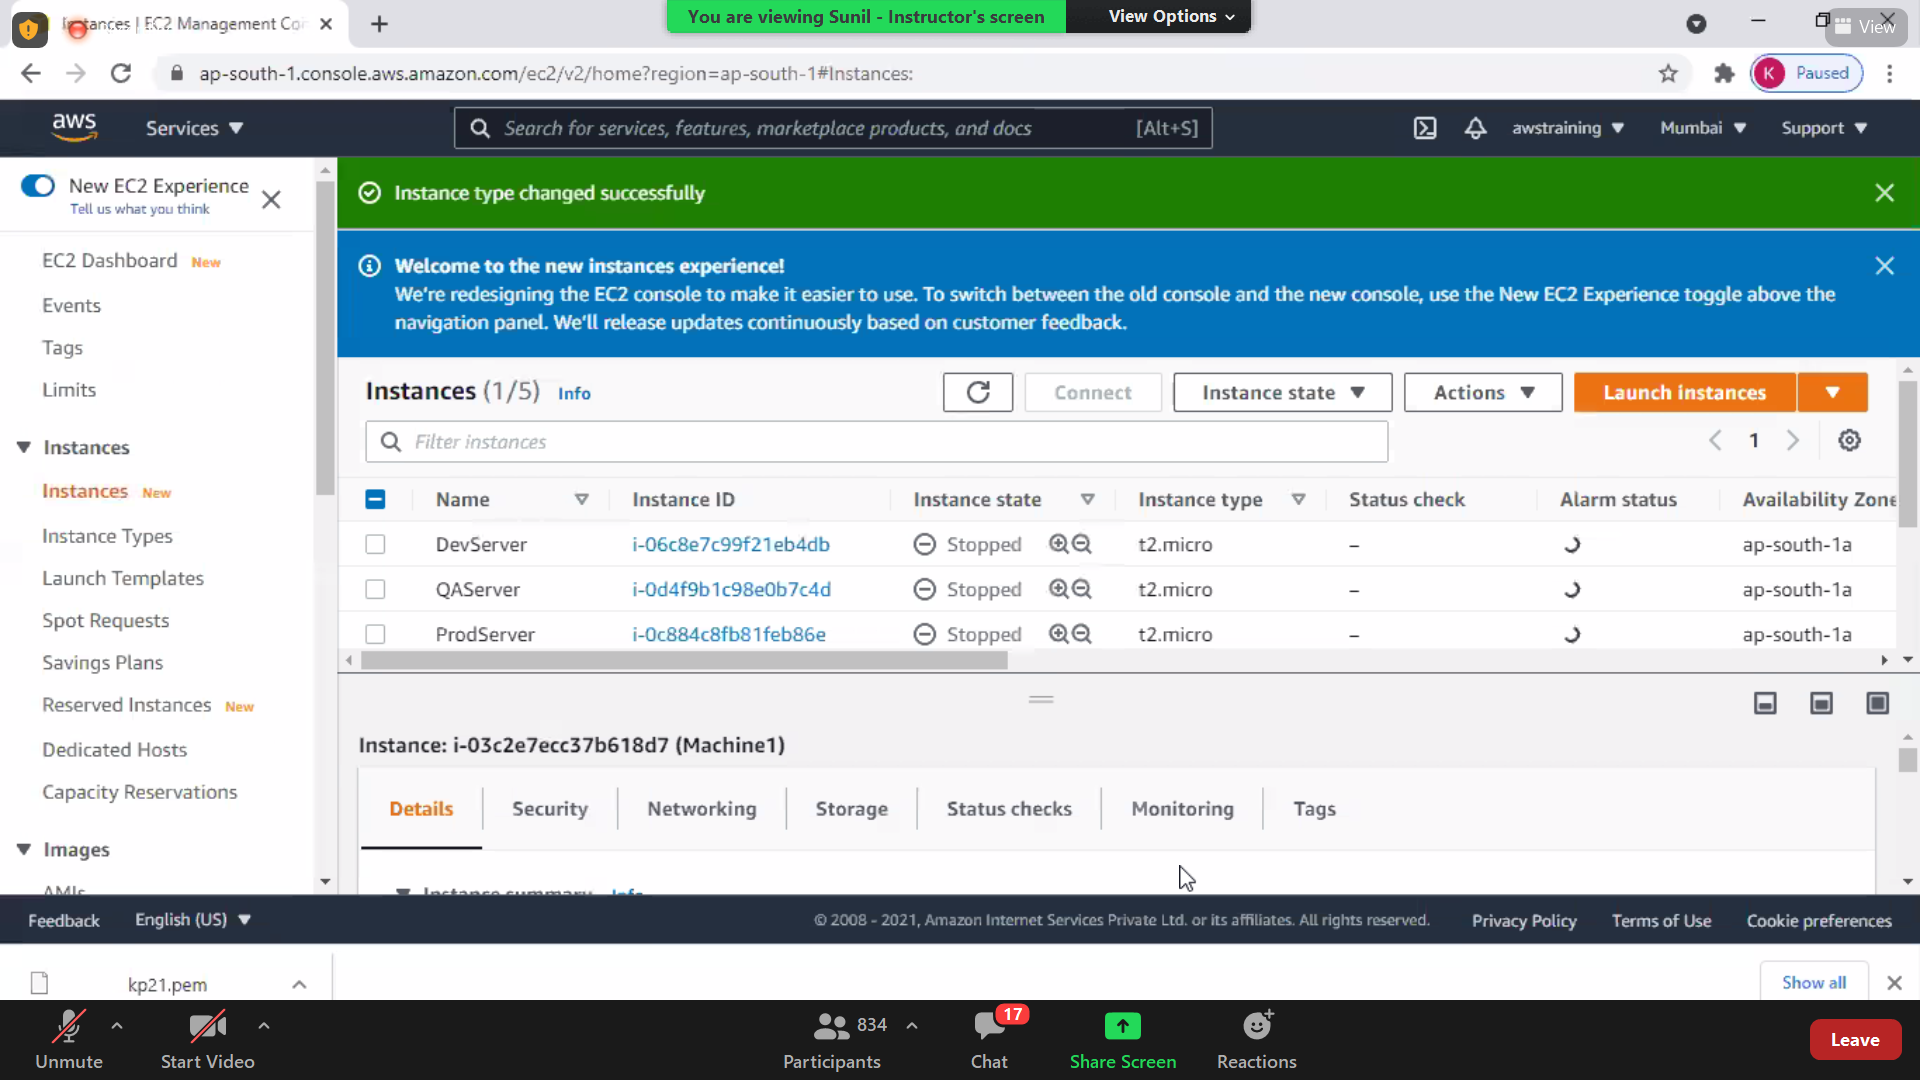 Instances | EC2 Management Con
You are viewing Sunil - Instructor's screen
View Options
View
ap-south-1.console.aws.amazon.com/ec2/v2/home?region=ap-south-1#Instances:
K Paused
aws
Services
Search for services, features, marketplace products, and docs [Alt+S]
awstraining
Mumbai
Support
New EC2 Experience
Tell us what you think
EC2 Dashboard New
Events
Tags
Limits
Instances
Instances New
Instance Types
Launch Templates
Spot Requests
Savings Plans
Reserved Instances New
Dedicated Hosts
Capacity Reservations
Images
AMIs
Instance type changed successfully
Welcome to the new instances experience!
We're redesigning the EC2 console to make it easier to use. To switch between the old console and the new console, use the New EC2 Experience toggle above the
navigation panel. We'll release updates continuously based on customer feedback.
Instances (1/5) Info
Connect
Instance state
Actions
Launch instances
Filter instances
1
Name Instance ID Instance state Instance type Status check Alarm status Availability Zone
DevServer i-06c8e7c99f21eb4db Stopped t2.micro – ap-south-1a
QAServer i-0d4f9b1c98e0b7c4d Stopped t2.micro – ap-south-1a
ProdServer i-0c884c8fb81feb86e Stopped t2.micro – ap-south-1a
Instance: i-03c2e7ecc37b618d7 (Machine1)
Details Security Networking Storage Status checks Monitoring Tags
Instance summary Info
Feedback English (US) © 2008 - 2021, Amazon Internet Services Private Ltd. or its affiliates. All rights reserved. Privacy Policy Terms of Use Cookie preferences
kp21.pem
Show all
Unmute
Start Video
834
Participants
17
Chat
Share Screen
Reactions
Leave